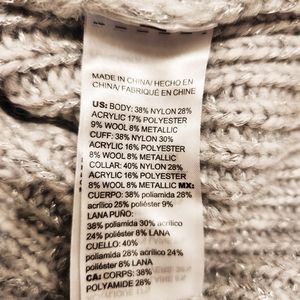 MADE IN CHINA/ HECHO EN
CHINA/ FABRIQUÉ EN CHINE
US: BODY: 38% NYLON 28%
ACRYLIC 17% POLYESTER
9% WOOL 8% METALLIC
CUFF: 38% NYLON 30%
ACRYLIC 16% POLYESTER
8% WOOL 8% METALLIC
COLLAR: 40% NYLON 28%
ACRYLIC 16% POLYESTER
8% WOOL 8% METALLIC MX:
CUERPO: 38% poliamida 28%
acrílico 25% poliéster 9%
LANA PUÑO:
38% poliamida 30% acrílico
24% poliéster 8% LANA
CUELLO: 40%
poliamida 28% acrílico 24%
poliéster 8% LANA
CA: CORPS: 38%
POLYAMIDE 28%